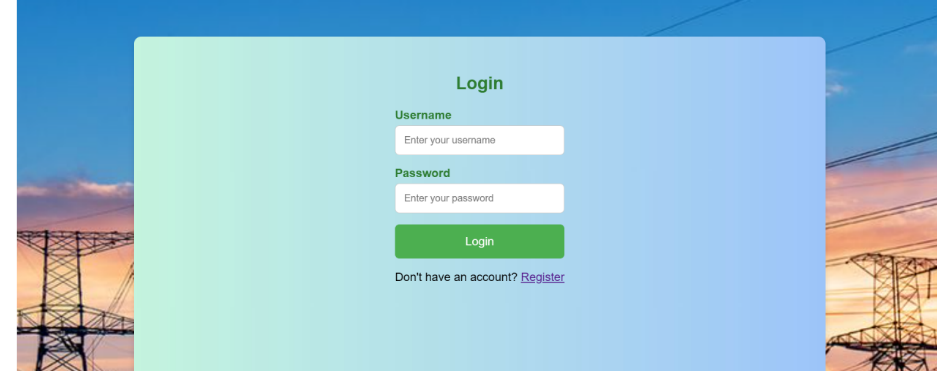 Login
Username
Enter your username
Password
Enter your password
Login
Don't have an account? Register